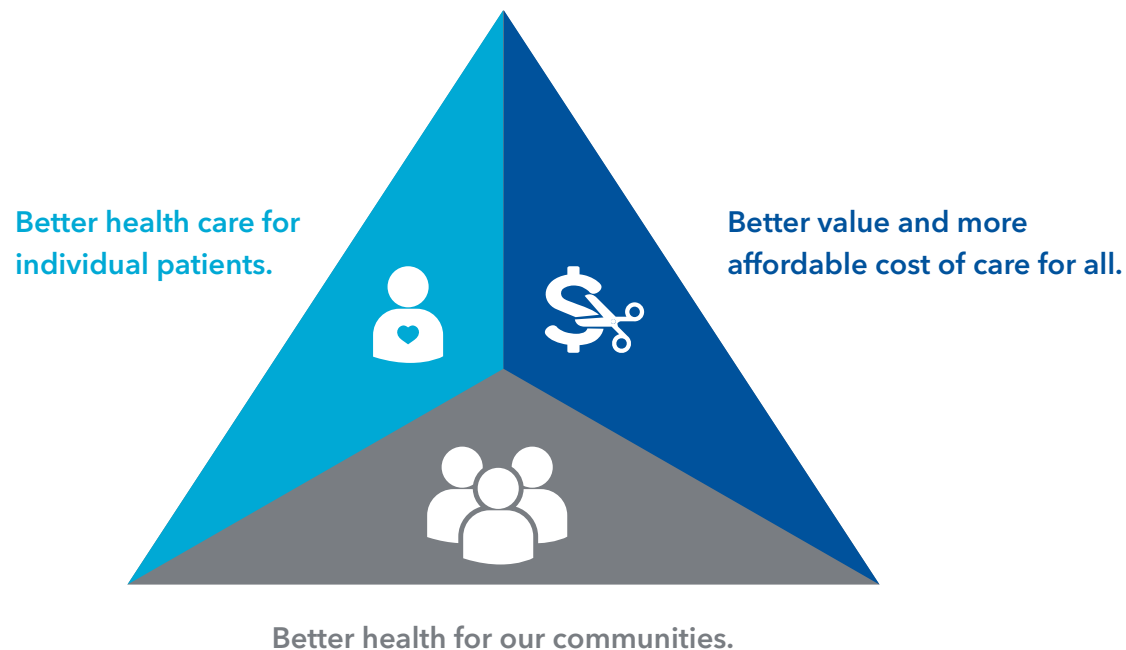 Better health care for
individual patients.
Better value and more
affordable cost of care for all.
Better health for our communities.